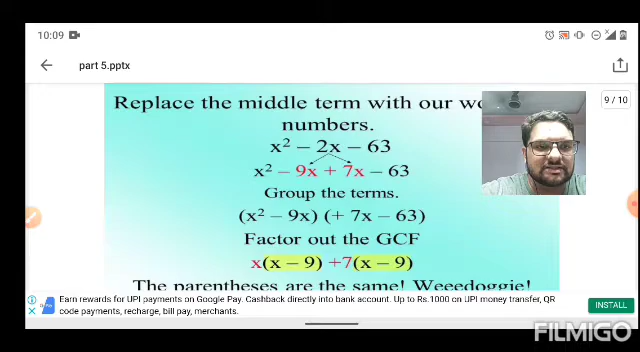 10:09
part 5.pptx
9 / 10
Replace the middle term with our wo
numbers.
x² − 2x − 63
x² − 9x + 7x − 63
Group the terms.
(x² − 9x) (+ 7x − 63)
Factor out the GCF
x(x − 9) +7(x − 9)
The parentheses are the same! Weeedoggie!
Earn rewards for UPI payments on Google Pay. Cashback directly into bank account. Up to Rs.1000 on UPI money transfer, QR
code payments, recharge, bill pay, merchants.
INSTALL
FILMIGO